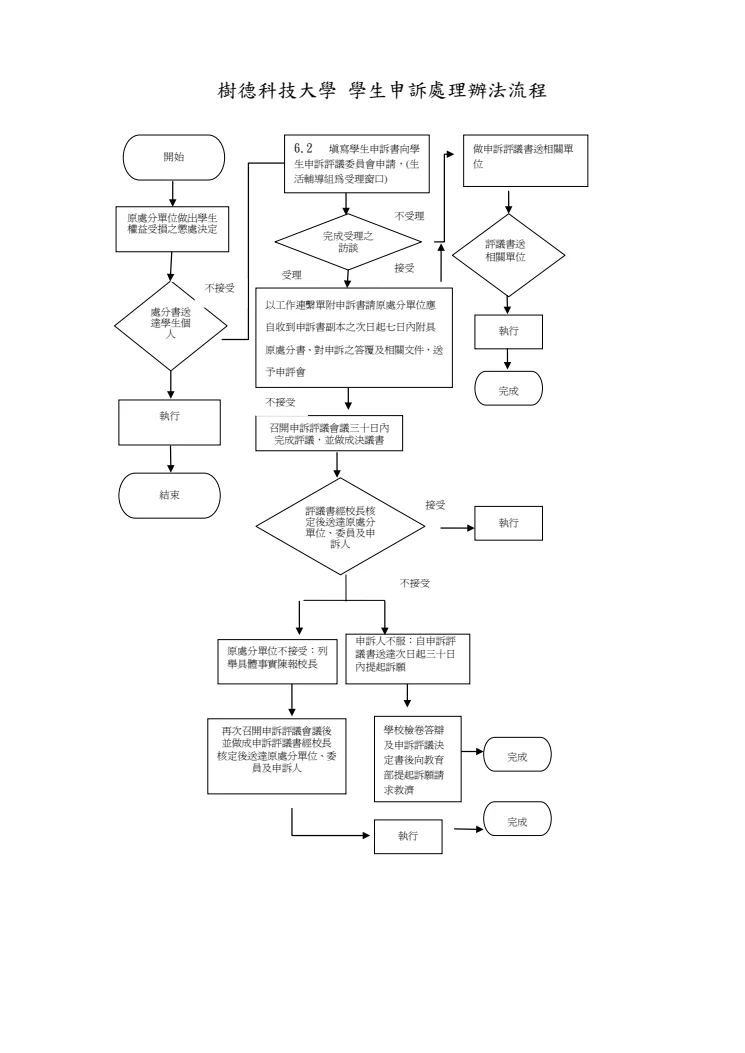 樹德科技大學 學生申訴處理辦法流程
開始
原處分單位做出學生
權益受損之懲處決定
不接受
處分書送
達學生個
人
執行
結束
6.2 填寫學生申訴書向學
生申訴評議委員會申請，(生
活輔導組為受理窗口)
不受理
完成受理之
訪談
受理
接受
以工作連繫單附申訴書請原處分單位應
自收到申訴書副本之次日起七日內附具
原處分書、對申訴之答覆及相關文件，送
予申評會
不接受
召開申訴評議會議三十日內
完成評議，並做成決議書
評議書經校長核
定後送達原處分
單位、委員及申
訴人
接受
執行
不接受
做申訴評議書送相關單
位
評議書送
相關單位
執行
完成
原處分單位不接受：列
舉具體事實陳報校長
申訴人不服：自申訴評
議書送達次日起三十日
內提起訴願
再次召開申訴評議會議後
並做成申訴評議書經校長
核定後送達原處分單位、委
員及申訴人
學校檢卷答辯
及申訴評議決
定書後向教育
部提起訴願請
求救濟
完成
執行
完成